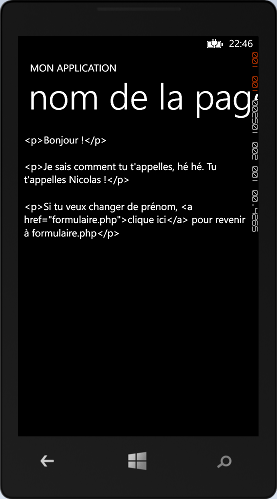 22:46
MON APPLICATION
nom de la pag
<p>Bonjour !</p>
<p>Je sais comment tu t'appelles, hé hé. Tu
t'appelles Nicolas !</p>
<p>Si tu veux changer de prénom, <a
href="formulaire.php">clique ici</a> pour revenir
à formulaire.php</p>